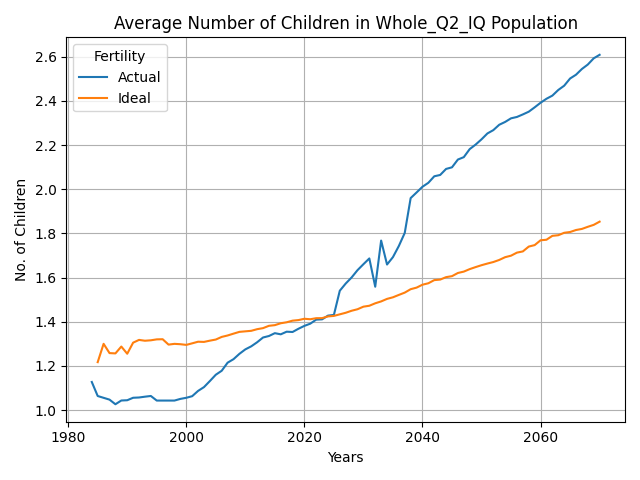 Average Number of Children in Whole_Q2_IQ Population
Fertility
Actual
Ideal
No. of Children
2.6
2.4
2.2
2.0
1.8
1.6
1.4
1.2
1.0
1980
2000
2020
2040
2060
Years